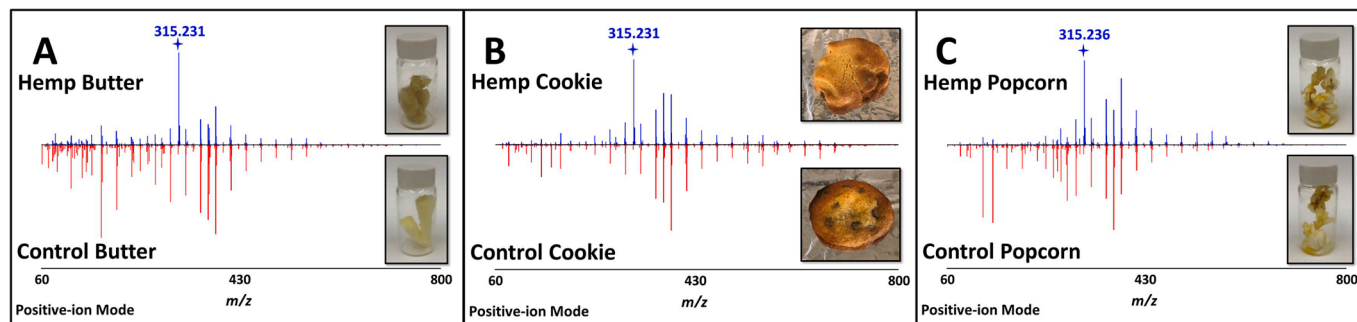 A
315.231
Hemp Butter
Control Butter
60
430
800
m/z
Positive-ion Mode
B
315.231
Hemp Cookie
Control Cookie
60
430
800
m/z
Positive-ion Mode
C
315.236
Hemp Popcorn
Control Popcorn
60
430
800
m/z
Positive-ion Mode